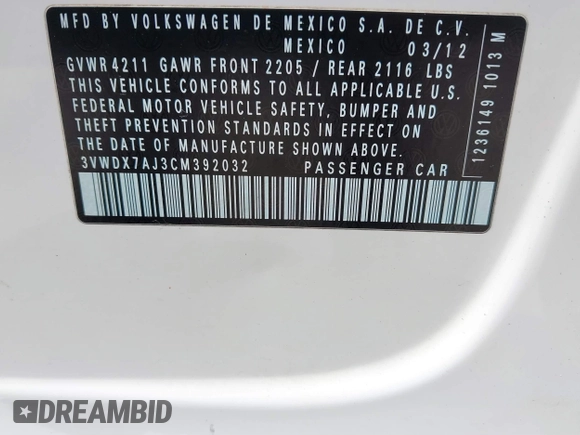 MFD BY VOLKSWAGEN DE MEXICO S.A. DE C.V.
MEXICO 03/12
GVWR 4211 GAWR FRONT 2205 / REAR 2116 LBS
THIS VEHICLE CONFORMS TO ALL APPLICABLE U.S.
FEDERAL MOTOR VEHICLE SAFETY, BUMPER AND
THEFT PREVENTION STANDARDS IN EFFECT ON
THE DATE OF MANUFACTURE SHOWN ABOVE.
3VWDX7AJ3CM392032 PASSENGER CAR
1236149 1013 M
DREAMBID